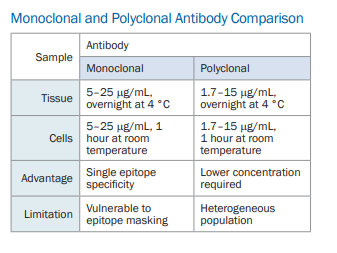 Monoclonal and Polyclonal Antibody Comparison
Sample
Antibody
Monoclonal
Polyclonal
Tissue
5–25 µg/mL,
overnight at 4 °C
1.7–15 µg/mL,
overnight at 4 °C
Cells
5–25 µg/mL, 1
hour at room
temperature
1.7–15 µg/mL,
1 hour at room
temperature
Advantage
Single epitope
specificity
Lower concentration
required
Limitation
Vulnerable to
epitope masking
Heterogeneous
population